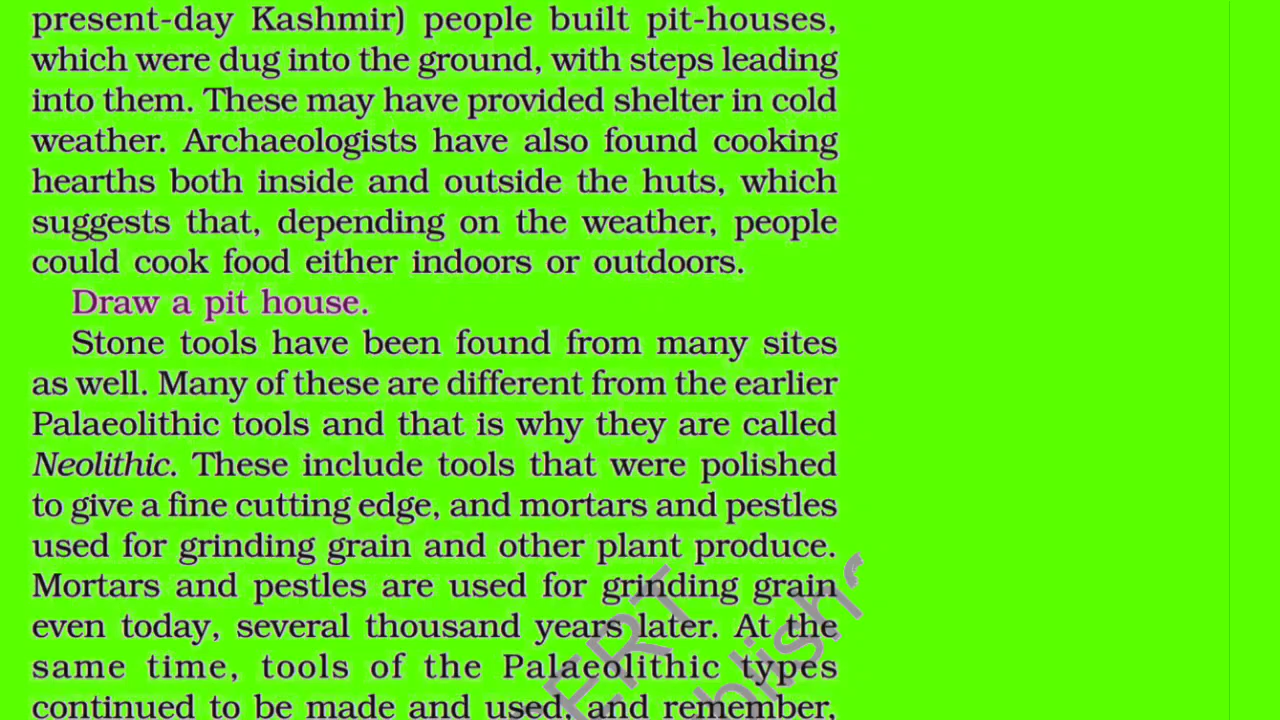 present-day Kashmir) people built pit-houses,
which were dug into the ground, with steps leading
into them. These may have provided shelter in cold
weather. Archaeologists have also found cooking
hearths both inside and outside the huts, which
suggests that, depending on the weather, people
could cook food either indoors or outdoors.
Draw a pit house.
Stone tools have been found from many sites
as well. Many of these are different from the earlier
Palaeolithic tools and that is why they are called
Neolithic. These include tools that were polished
to give a fine cutting edge, and mortars and pestles
used for grinding grain and other plant produce.
Mortars and pestles are used for grinding grain
even today, several thousand years later. At the
same time, tools of the Palaeolithic types
continued to be made and used, and remember,